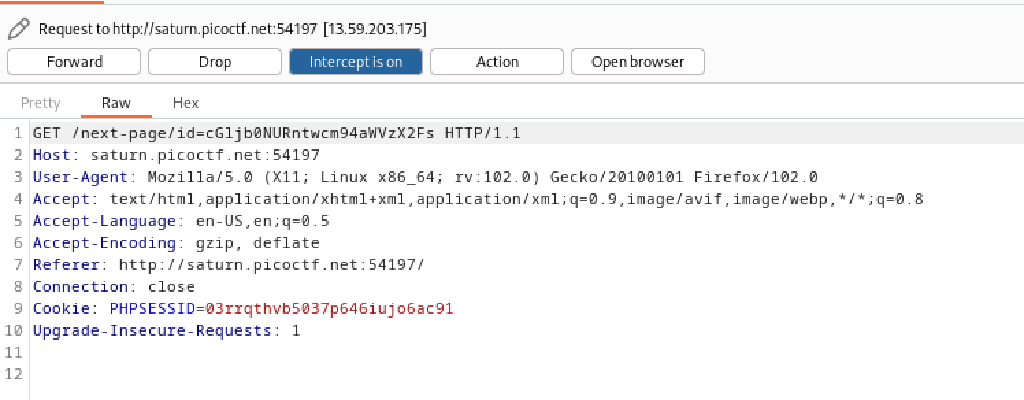 Request to http://saturn.picoctf.net:54197 [13.59.203.175]
Forward Drop Intercept is on Action Open browser
Pretty Raw Hex
1 GET /next-page/id=cGljb0NURntwcm94aWVzX2Fs HTTP/1.1
2 Host: saturn.picoctf.net:54197
3 User-Agent: Mozilla/5.0 (X11; Linux x86_64; rv:102.0) Gecko/20100101 Firefox/102.0
4 Accept: text/html,application/xhtml+xml,application/xml;q=0.9,image/avif,image/webp,*/*;q=0.8
5 Accept-Language: en-US,en;q=0.5
6 Accept-Encoding: gzip, deflate
7 Referer: http://saturn.picoctf.net:54197/
8 Connection: close
9 Cookie: PHPSESSID=03rrqthvb5037p646iujo6ac91
10 Upgrade-Insecure-Requests: 1
11
12